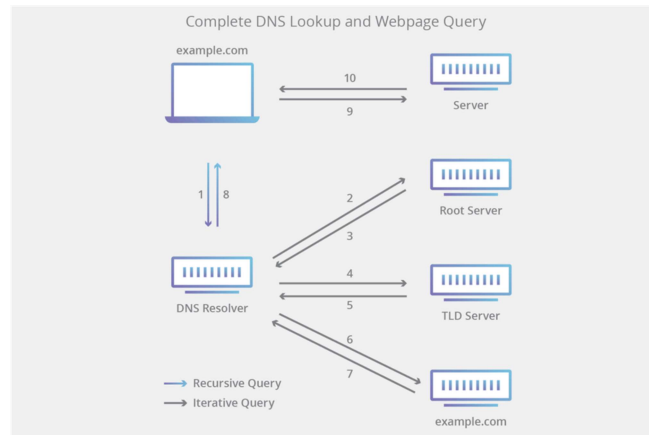 Complete DNS Lookup and Webpage Query
example.com
10
9
Server
1
8
2
3
Root Server
4
5
DNS Resolver
TLD Server
6
7
Recursive Query
Iterative Query
example.com